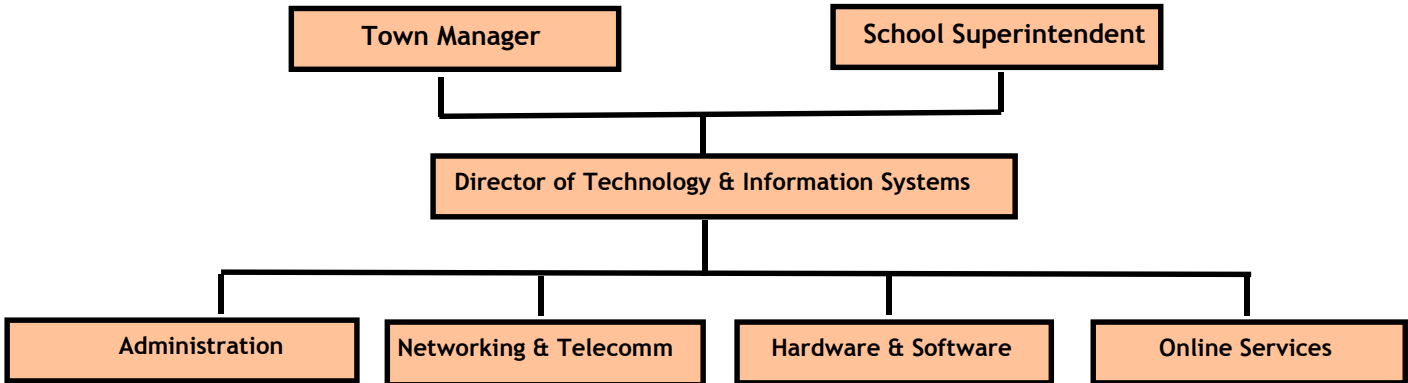 Town Manager
School Superintendent
Director of Technology & Information Systems
Administration
Networking & Telecomm
Hardware & Software
Online Services